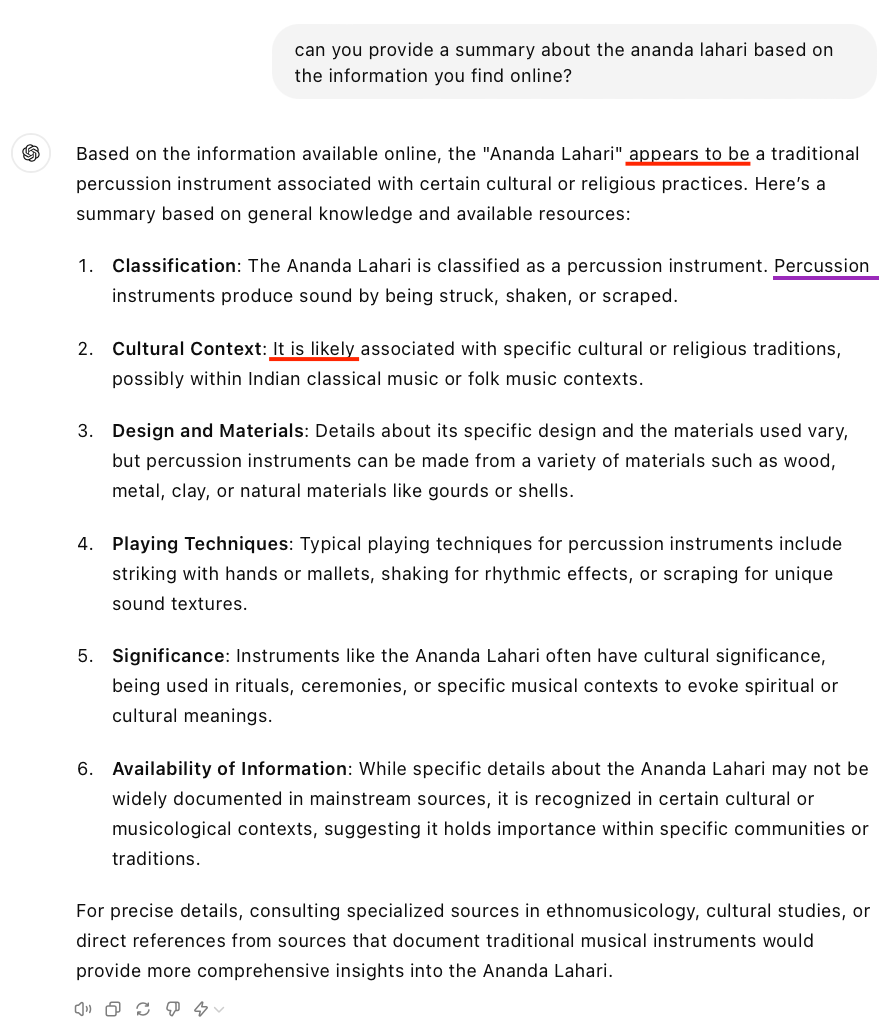 can you provide a summary about the ananda lahari based on
the information you find online?
Based on the information available online, the "Ananda Lahari" appears to be a traditional
percussion instrument associated with certain cultural or religious practices. Here's a
summary based on general knowledge and available resources:
1. Classification: The Ananda Lahari is classified as a percussion instrument. Percussion
instruments produce sound by being struck, shaken, or scraped.
2. Cultural Context: It is likely associated with specific cultural or religious traditions,
possibly within Indian classical music or folk music contexts.
3. Design and Materials: Details about its specific design and the materials used vary,
but percussion instruments can be made from a variety of materials such as wood,
metal, clay, or natural materials like gourds or shells.
4. Playing Techniques: Typical playing techniques for percussion instruments include
striking with hands or mallets, shaking for rhythmic effects, or scraping for unique
sound textures.
5. Significance: Instruments like the Ananda Lahari often have cultural significance,
being used in rituals, ceremonies, or specific musical contexts to evoke spiritual or
cultural meanings.
6. Availability of Information: While specific details about the Ananda Lahari may not be
widely documented in mainstream sources, it is recognized in certain cultural or
musicological contexts, suggesting it holds importance within specific communities or
traditions.
For precise details, consulting specialized sources in ethnomusicology, cultural studies, or
direct references from sources that document traditional musical instruments would
provide more comprehensive insights into the Ananda Lahari.